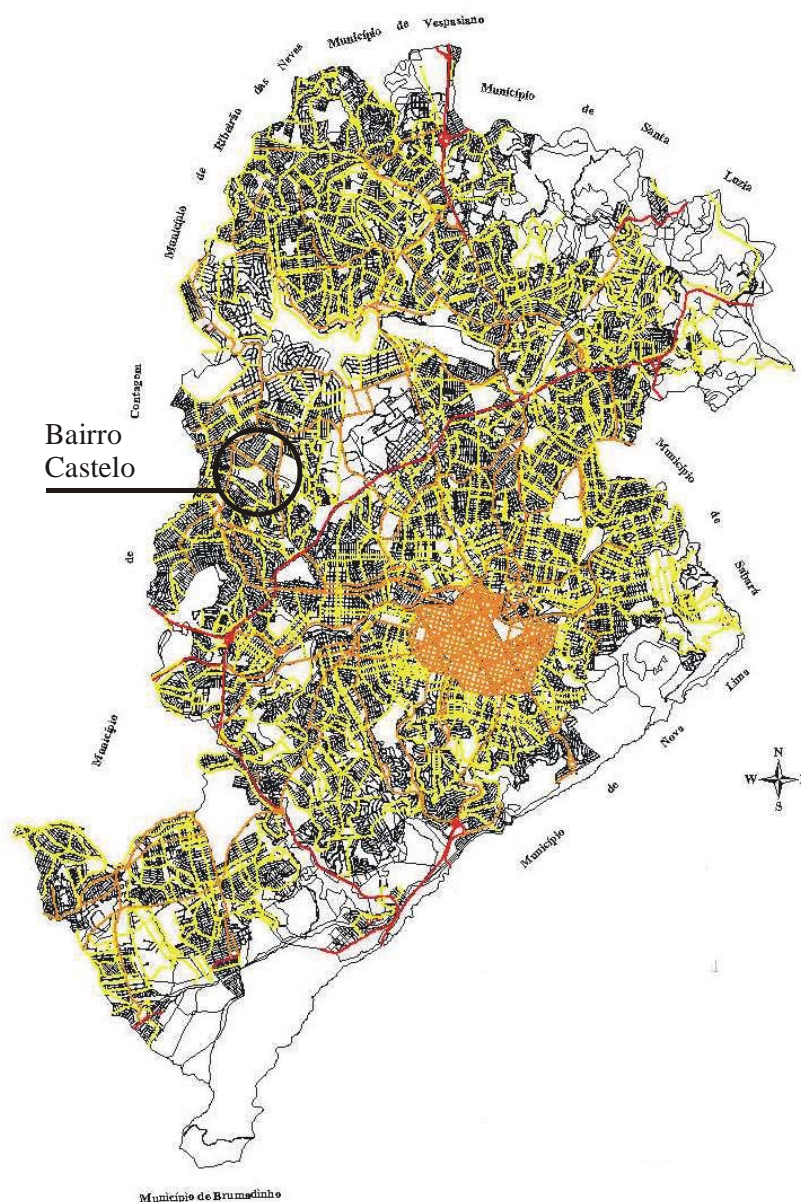 Município de Vespasiano
Município de Ribeirão das Neves
Município de Santa Luzia
Município de Contagem
Bairro
Castelo
Município de Sabará
Município de Nova Lima
N
W
S
Município de Brumadinho